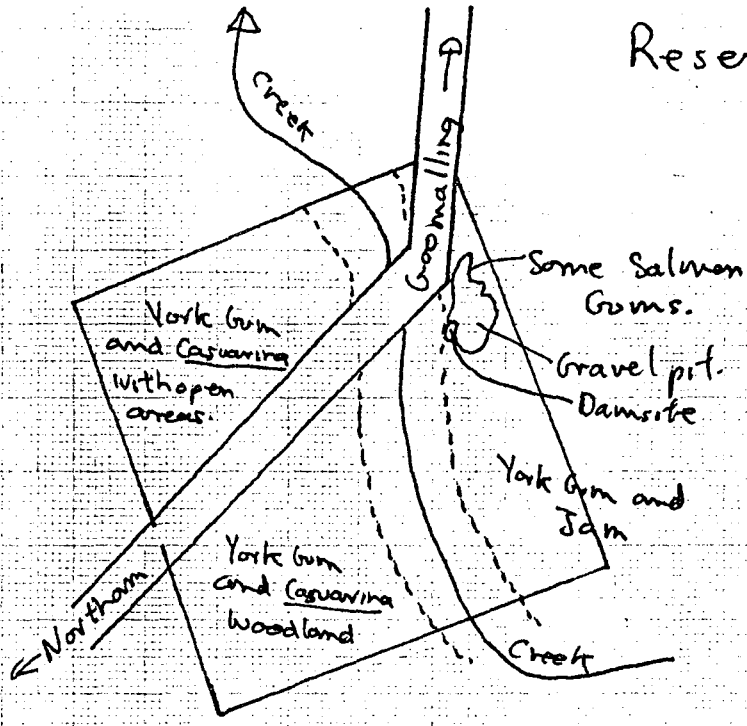 Rese
Creek
Goomalling
Some Salmon
Gums.
Gravel pit.
Damsite
York Gum
and Casuarina
with open
areas.
York Gum and
Jam
York Gum
and Casuarina
Woodland
Northam
Creek